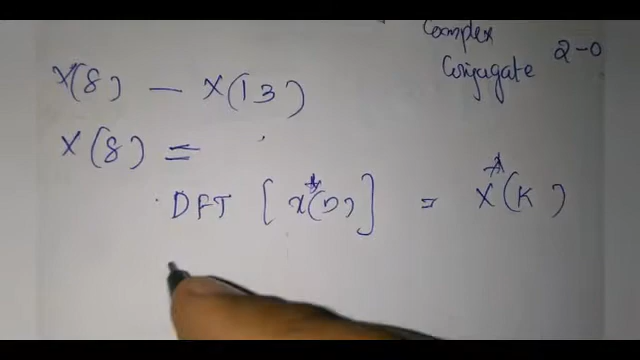 Complex
Conjugate 2-0
X(8) — X(13)
X(8) =
DFT [x*(n)] = X*(K)